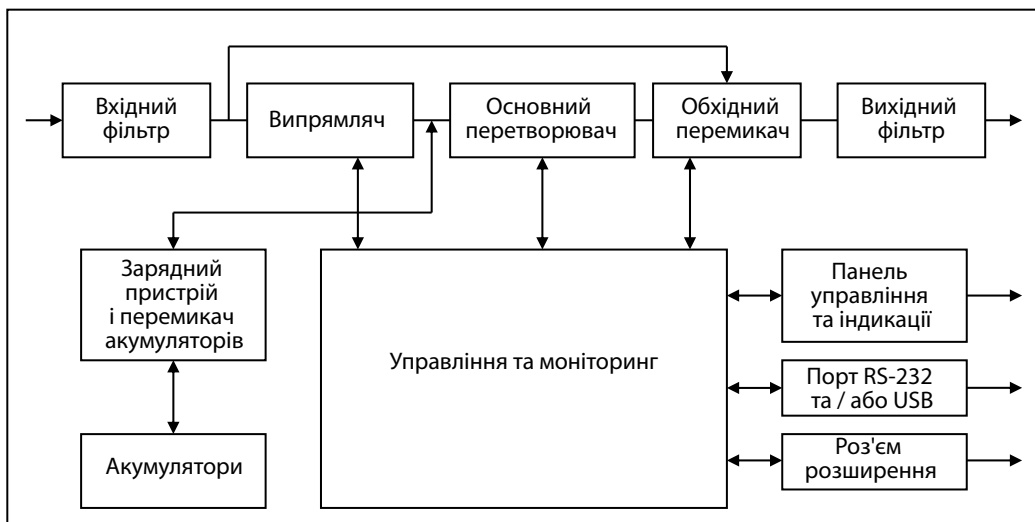 Вхідний
фільтр
Випрямляч
Основний
перетворювач
Обхідний
перемикач
Вихідний
фільтр
Зарядний
пристрій
і перемикач
акумуляторів
Управління та моніторинг
Панель
управління
та індикації
Порт RS-232
та / або USB
Акумулятори
Роз'єм
розширення